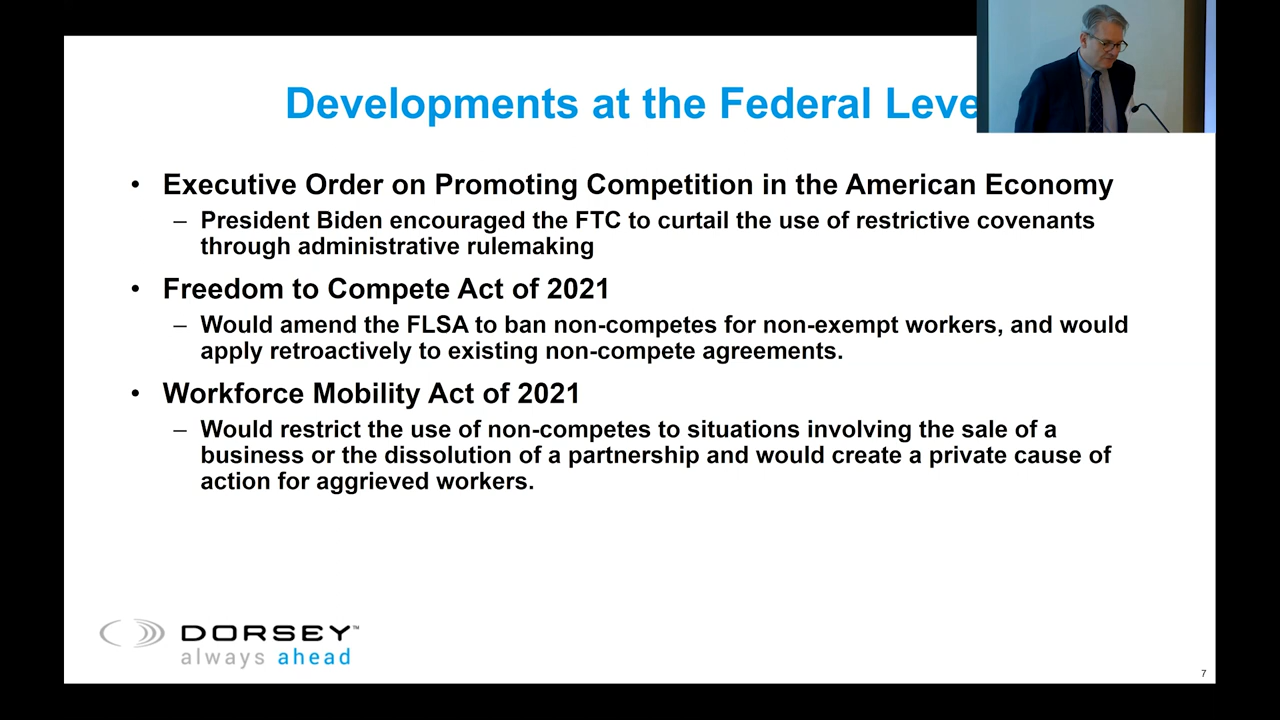 Developments at the Federal Leve
• Executive Order on Promoting Competition in the American Economy
– President Biden encouraged the FTC to curtail the use of restrictive covenants
through administrative rulemaking
• Freedom to Compete Act of 2021
– Would amend the FLSA to ban non-competes for non-exempt workers, and would
apply retroactively to existing non-compete agreements.
• Workforce Mobility Act of 2021
– Would restrict the use of non-competes to situations involving the sale of a
business or the dissolution of a partnership and would create a private cause of
action for aggrieved workers.
DORSEY™
always ahead
7